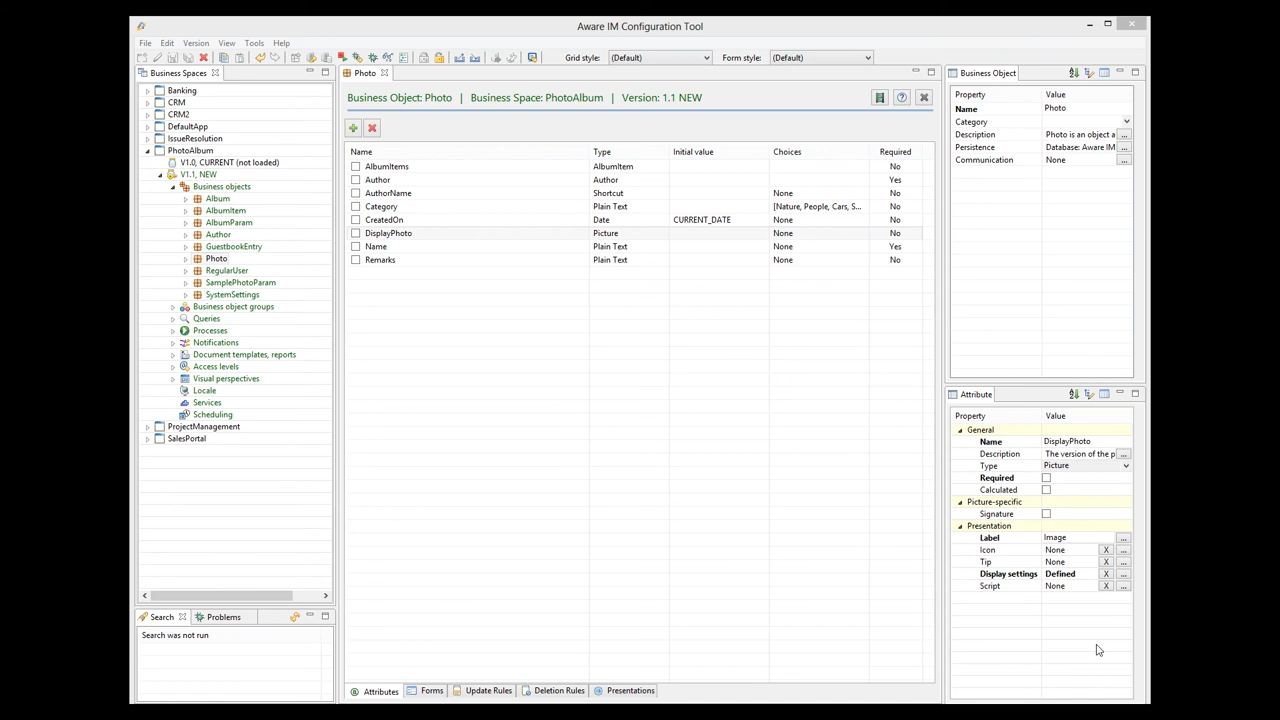 Aware IM Configuration Tool
File Edit Version View Tools Help
Grid style: (Default) Form style: (Default)
Business Spaces
Banking
CRM
CRM2
DefaultApp
IssueResolution
PhotoAlbum
V1.0, CURRENT (not loaded)
V1.1, NEW
Business objects
Album
AlbumItem
AlbumParam
Author
GuestbookEntry
Photo
RegularUser
SamplePhotoParam
SystemSettings
Business object groups
Queries
Processes
Notifications
Document templates, reports
Access levels
Visual perspectives
Locale
Services
Scheduling
ProjectManagement
SalesPortal
Search Problems
Search was not run
Photo
Business Object: Photo | Business Space: PhotoAlbum | Version: 1.1 NEW
Name Type Initial value Choices Required
AlbumItems AlbumItem No
Author Author Yes
AuthorName Shortcut None No
Category Plain Text [Nature, People, Cars, S... No
CreatedOn Date CURRENT_DATE None No
DisplayPhoto Picture None No
Name Plain Text None Yes
Remarks Plain Text None No
Attributes Forms Update Rules Deletion Rules Presentations
Business Object
Property Value
Name Photo
Category
Description Photo is an object a ...
Persistence Database: Aware IM ...
Communication None ...
Attribute
Property Value
General
Name DisplayPhoto
Description The version of the p ...
Type Picture
Required
Calculated
Picture-specific
Signature
Presentation
Label Image ...
Icon None X ...
Tip None X ...
Display settings Defined X ...
Script None X ...